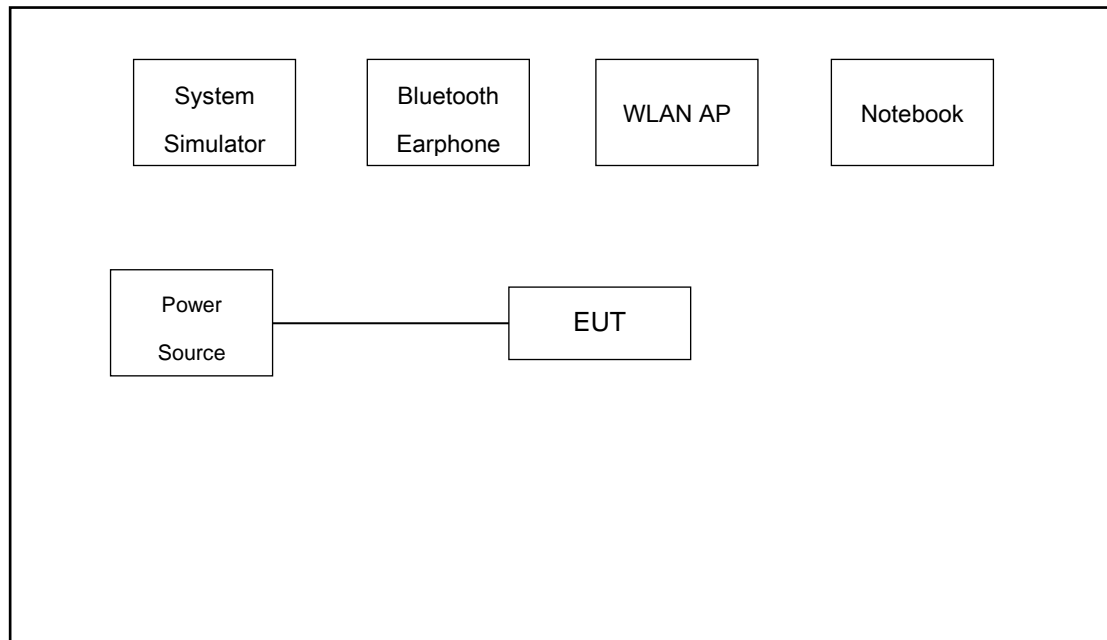 System
Simulator
Bluetooth
Earphone
WLAN AP
Notebook
Power
Source
EUT